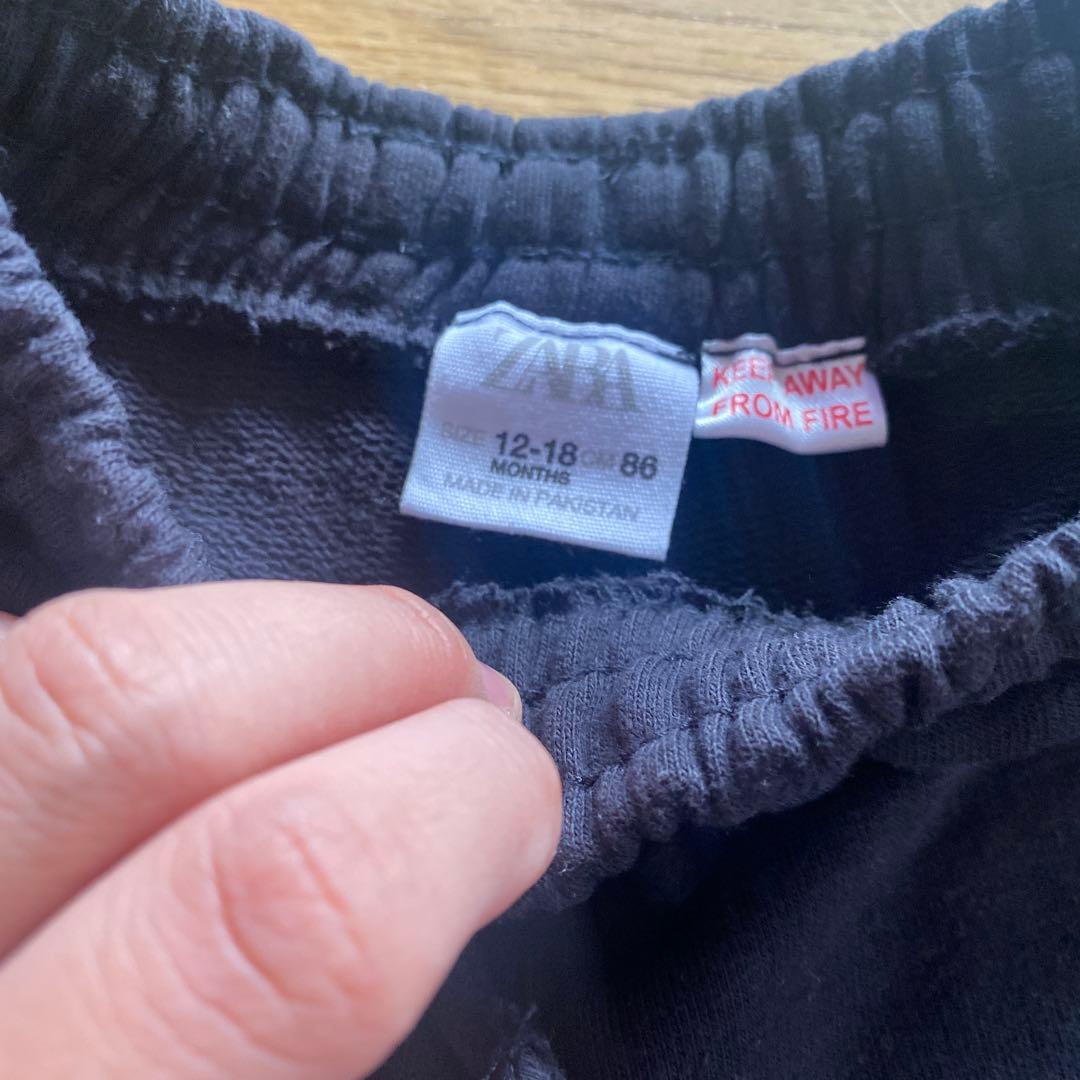 ZARA
SIZE 12-18 CM 86
MONTHS
MADE IN PAKISTAN
KEEP AWAY
FROM FIRE